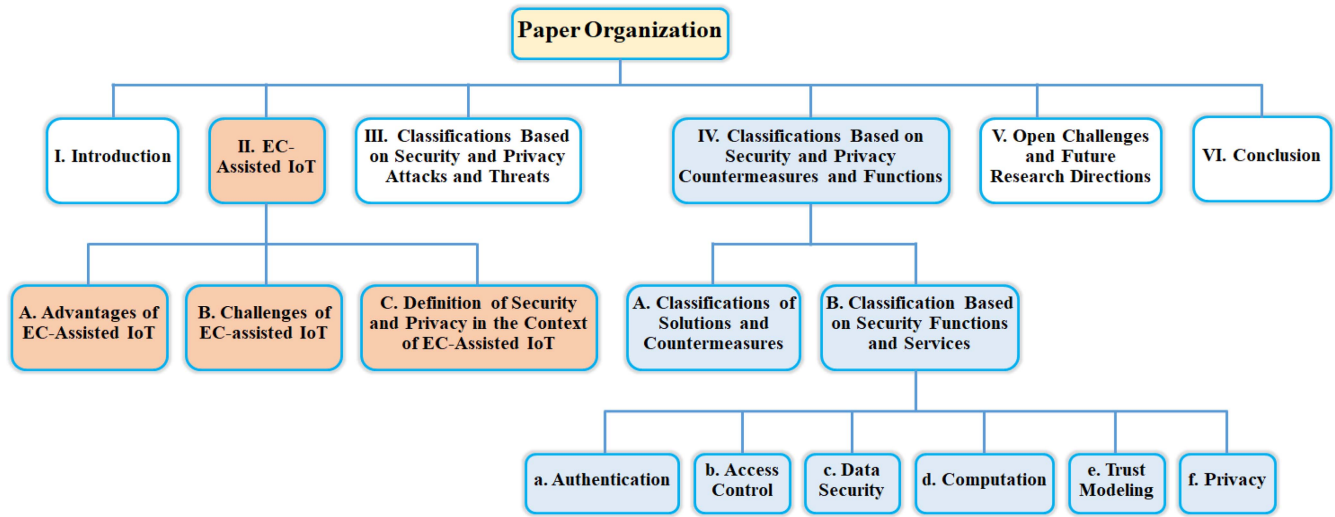 Paper Organization
I. Introduction
II. EC-
Assisted IoT
III. Classifications Based
on Security and Privacy
Attacks and Threats
IV. Classifications Based on
Security and Privacy
Countermeasures and Functions
V. Open Challenges
and Future
Research Directions
VI. Conclusion
A. Advantages of
EC-Assisted IoT
B. Challenges of
EC-assisted IoT
C. Definition of Security
and Privacy in the Context
of EC-Assisted IoT
A. Classifications of
Solutions and
Countermeasures
B. Classification Based
on Security Functions
and Services
a. Authentication
b. Access
Control
c. Data
Security
d. Computation
e. Trust
Modeling
f. Privacy